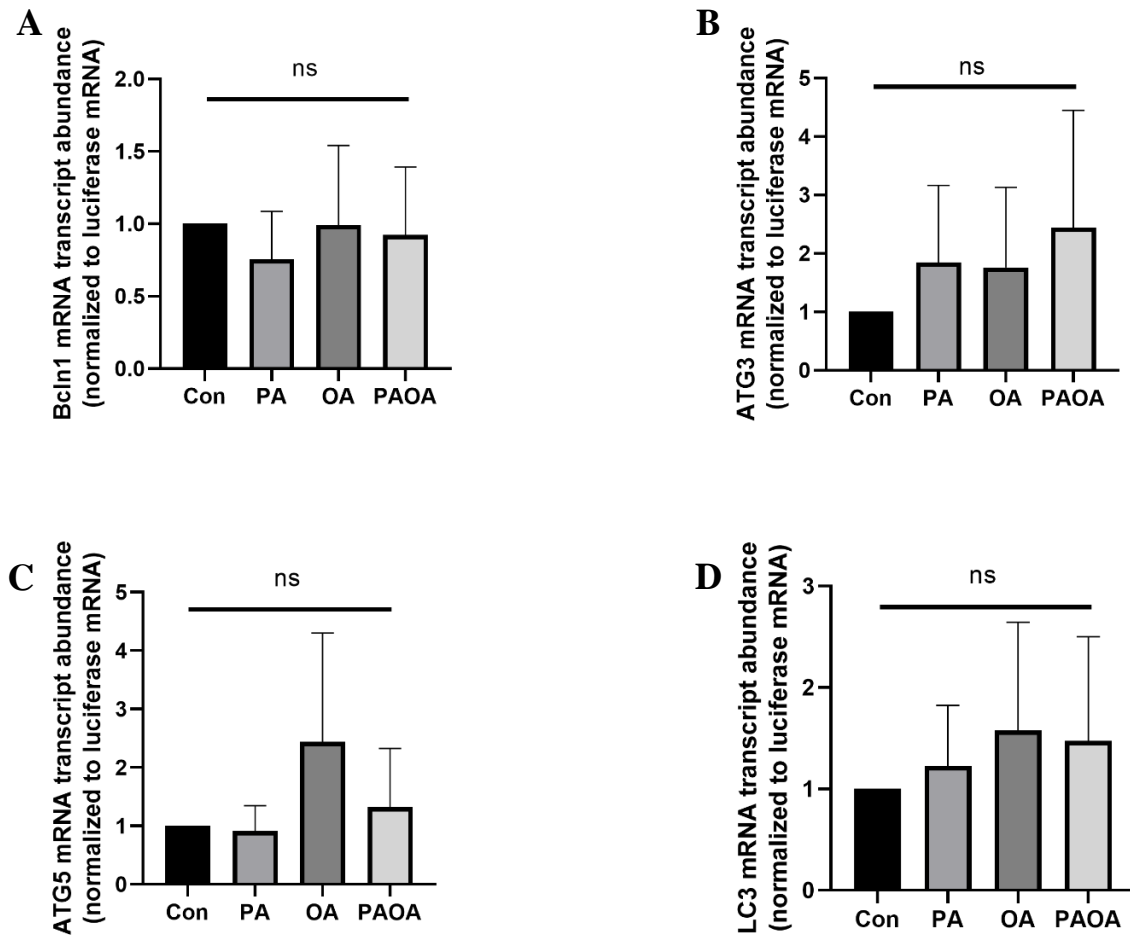 A
Bcln1 mRNA transcript abundance
(normalized to luciferase mRNA)
2.0
1.5
1.0
0.5
0.0
ns
Con PA OA PAOA
B
ATG3 mRNA transcript abundance
(normalized to luciferase mRNA)
5
4
3
2
1
0
ns
Con PA OA PAOA
C
ATG5 mRNA transcript abundance
(normalized to luciferase mRNA)
5
4
3
2
1
0
ns
Con PA OA PAOA
D
LC3 mRNA transcript abundance
(normalized to luciferase mRNA)
3
2
1
0
ns
Con PA OA PAOA